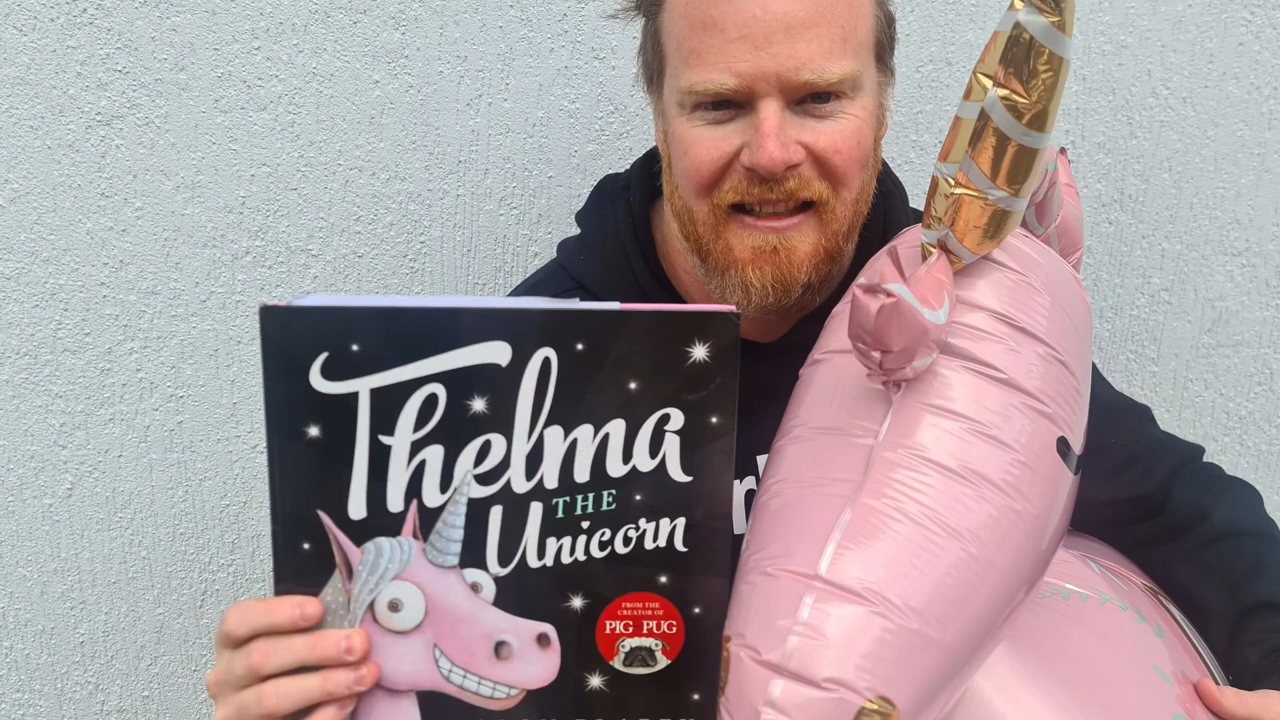 Thelma
THE
Unicorn
FROM THE
CREATOR OF
PIG PUG